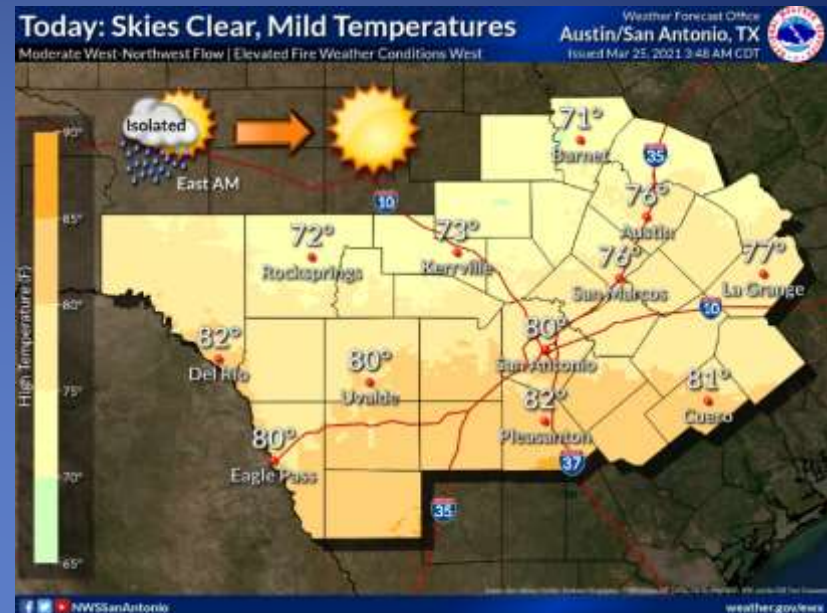 Today: Skies Clear, Mild Temperatures
Moderate West-Northwest Flow | Elevated Fire Weather Conditions West
Weather Forecast Office
Austin/San Antonio, TX
Issued Mar 25, 2021 3:48 AM CDT
Isolated
East AM
High Temperature (F)
90°
85°
80°
75°
70°
65°
71°
Burnet
35
10
76°
Austin
72°
Rocksprings
73°
Kerrville
76°
San Marcos
77°
La Grange
10
82°
Del Rio
80°
Uvalde
80°
San Antonio
81°
Cuero
82°
Pleasanton
80°
Eagle Pass
37
35
NWSSanAntonio
weather.gov/ewx